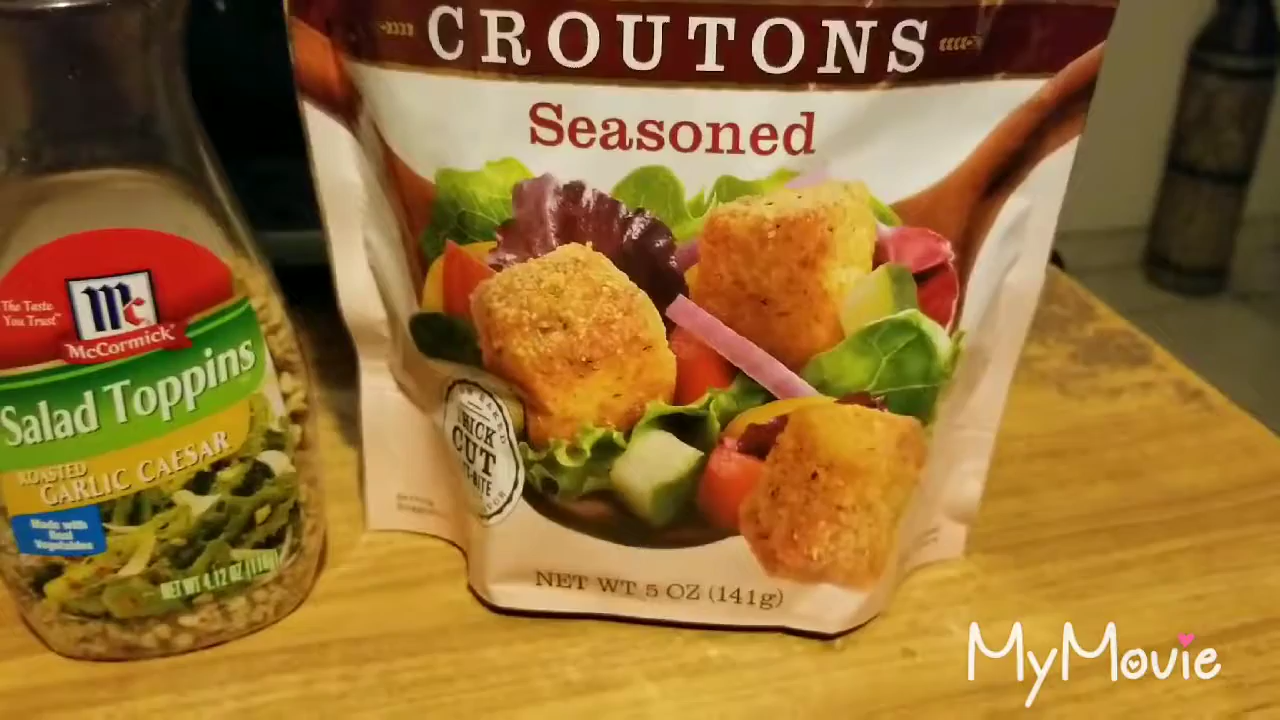 CROUTONS
Seasoned
The Taste
You Trust
Mc
McCormick
Salad Toppins
ROASTED
GARLIC CAESAR
Made with
Real
Vegetables
NET WT 4.12 OZ
CUT
NET WT 5 OZ (141g)
MyMovie